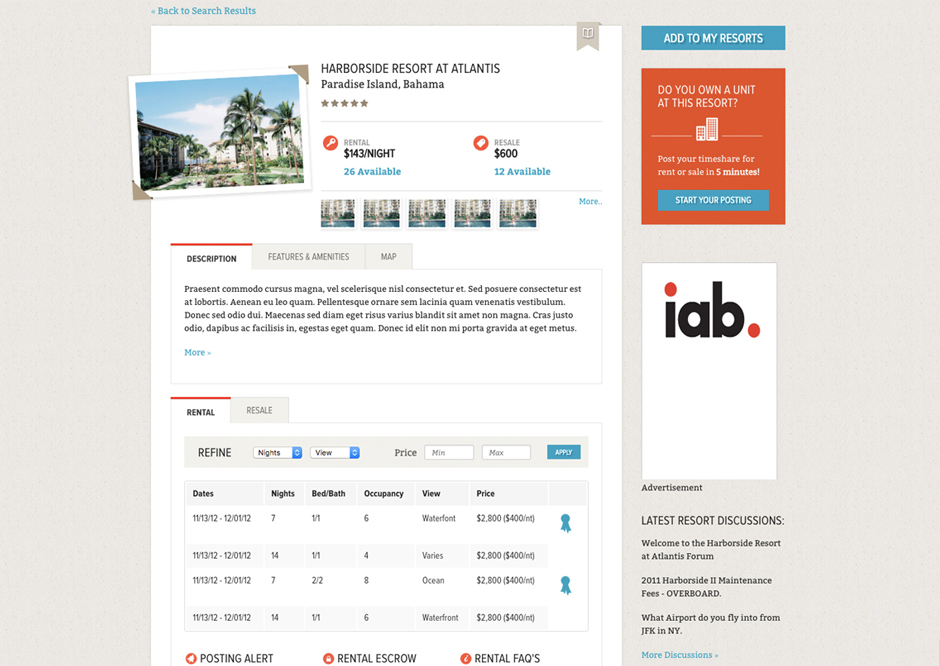 « Back to Search Results
HARBORSIDE RESORT AT ATLANTIS
Paradise Island, Bahama
RENTAL
$143/NIGHT
26 Available
RESALE
$600
12 Available
More..
DESCRIPTION
FEATURES & AMENITIES
MAP
Praesent commodo cursus magna, vel scelerisque nisl consectetur et. Sed posuere consectetur est
at lobortis. Aenean eu leo quam. Pellentesque ornare sem lacinia quam venenatis vestibulum.
Donec sed odio dui. Maecenas sed diam eget risus varius blandit sit amet non magna. Cras justo
odio, dapibus ac facilisis in, egestas eget quam. Donec id elit non mi porta gravida at eget metus.
More »
RENTAL
RESALE
REFINE Nights View Price Min Max APPLY
Dates Nights Bed/Bath Occupancy View Price
11/13/12 - 12/01/12 7 1/1 6 Waterfont $2,800 ($400/nt)
11/13/12 - 12/01/12 14 1/1 4 Varies $2,800 ($400/nt)
11/13/12 - 12/01/12 7 2/2 8 Ocean $2,800 ($400/nt)
11/13/12 - 12/01/12 14 1/1 6 Waterfront $2,800 ($400/nt)
POSTING ALERT
RENTAL ESCROW
RENTAL FAQ'S
ADD TO MY RESORTS
DO YOU OWN A UNIT
AT THIS RESORT?
Post your timeshare for
rent or sale in 5 minutes!
START YOUR POSTING
iab.
Advertisement
LATEST RESORT DISCUSSIONS:
Welcome to the Harborside Resort
at Atlantis Forum
2011 Harborside II Maintenance
Fees - OVERBOARD.
What Airport do you fly into from
JFK in NY.
More Discussions »